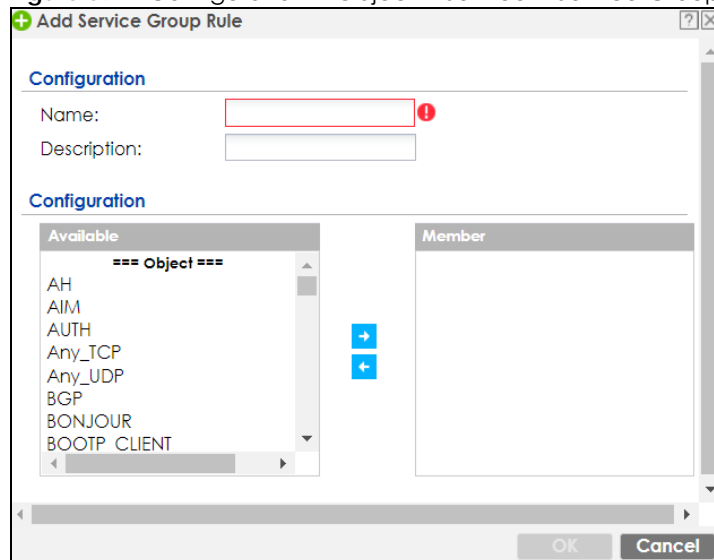 Add Service Group Rule
Configuration
Name:
Description:
Configuration
Available
Member
=== Object ===
AH
AIM
AUTH
Any_TCP
Any_UDP
BGP
BONJOUR
BOOTP_CLIENT
OK
Cancel